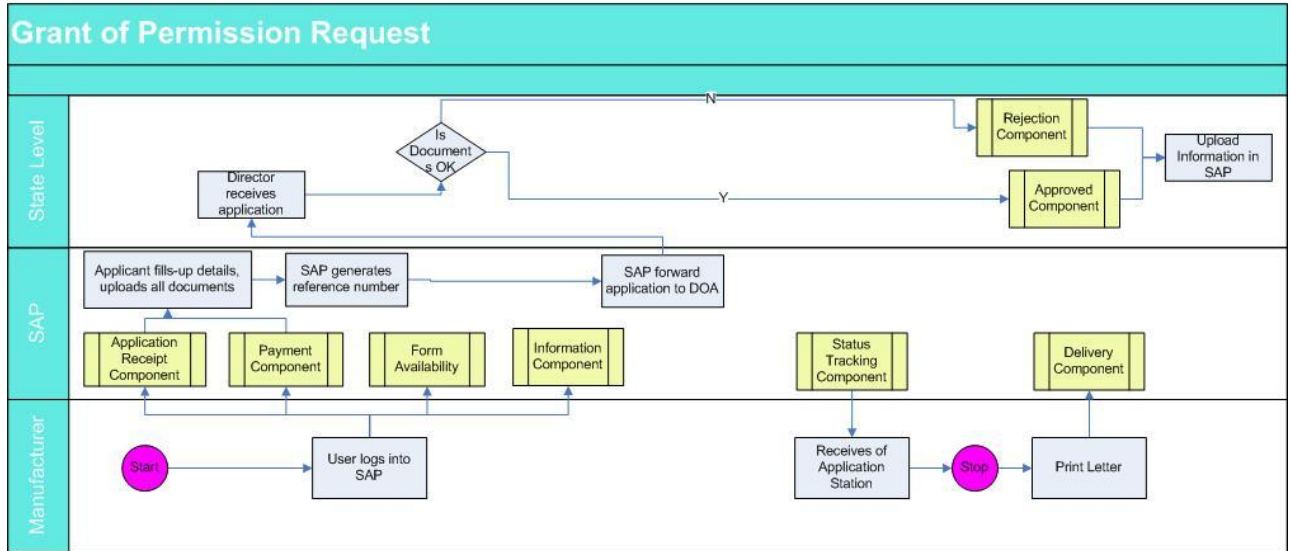 Grant of Permission Request
State Level
N
Is
Document
s OK
Rejection
Component
Upload
Information in
SAP
Director
receives
application
Y
Approved
Component
SAP
Applicant fills-up details,
uploads all documents
SAP generates
reference number
SAP forward
application to DOA
Application
Receipt
Component
Payment
Component
Form
Availability
Information
Component
Status
Tracking
Component
Delivery
Component
Manufacturer
Start
User logs into
SAP
Receives of
Application
Station
Stop
Print Letter